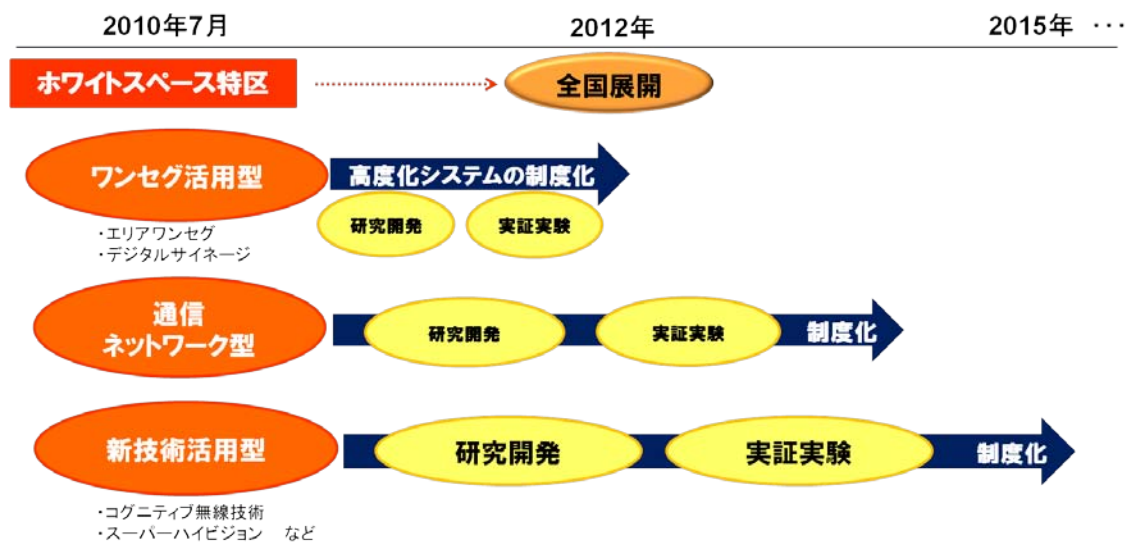 2010年7月 2012年 2015年 ・・・
ホワイトスペース特区 全国展開
ワンセグ活用型
高度化システムの制度化
研究開発 実証実験
・エリアワンセグ
・デジタルサイネージ
通信
ネットワーク型
研究開発 実証実験 制度化
新技術活用型
研究開発 実証実験 制度化
・コグニティブ無線技術
・スーパーハイビジョン など